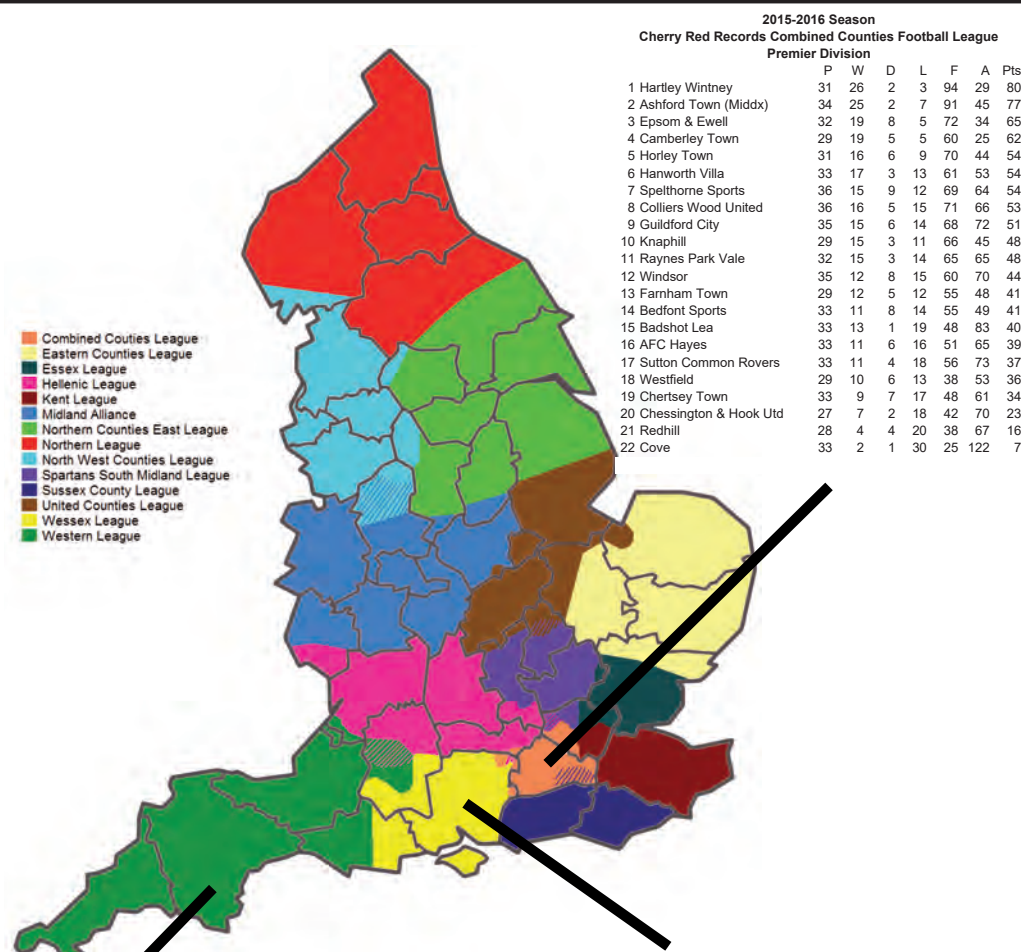 2015-2016 Season
Cherry Red Records Combined Counties Football League
Premier Division
P W D L F A Pts
1 Hartley Wintney 31 26 2 3 94 29 80
2 Ashford Town (Middx) 34 25 2 7 91 45 77
3 Epsom & Ewell 32 19 8 5 72 34 65
4 Camberley Town 29 19 5 5 60 25 62
5 Horley Town 31 16 6 9 70 44 54
6 Hanworth Villa 33 17 3 13 61 53 54
7 Spelthorne Sports 36 15 9 12 69 64 54
8 Colliers Wood United 36 16 5 15 71 66 53
9 Guildford City 35 15 6 14 68 72 51
10 Knaphill 29 15 3 11 66 45 48
11 Raynes Park Vale 32 15 3 14 65 65 48
12 Windsor 35 12 8 15 60 70 44
13 Farnham Town 29 12 5 12 55 48 41
14 Bedfont Sports 33 11 8 14 55 49 41
15 Badshot Lea 33 13 1 19 48 83 40
16 AFC Hayes 33 11 6 16 51 65 39
17 Sutton Common Rovers 33 11 4 18 56 73 37
18 Westfield 29 10 6 13 38 53 36
19 Chertsey Town 33 9 7 17 48 61 34
20 Chessington & Hook Utd 27 7 2 18 42 70 23
21 Redhill 28 4 4 20 38 67 16
22 Cove 33 2 1 30 25 122 7
Combined Couties League
Eastern Counties League
Essex League
Hellenic League
Kent League
Midland Alliance
Northern Counties East League
Northern League
North West Counties League
Spartans South Midland League
Sussex County League
United Counties League
Wessex League
Western League